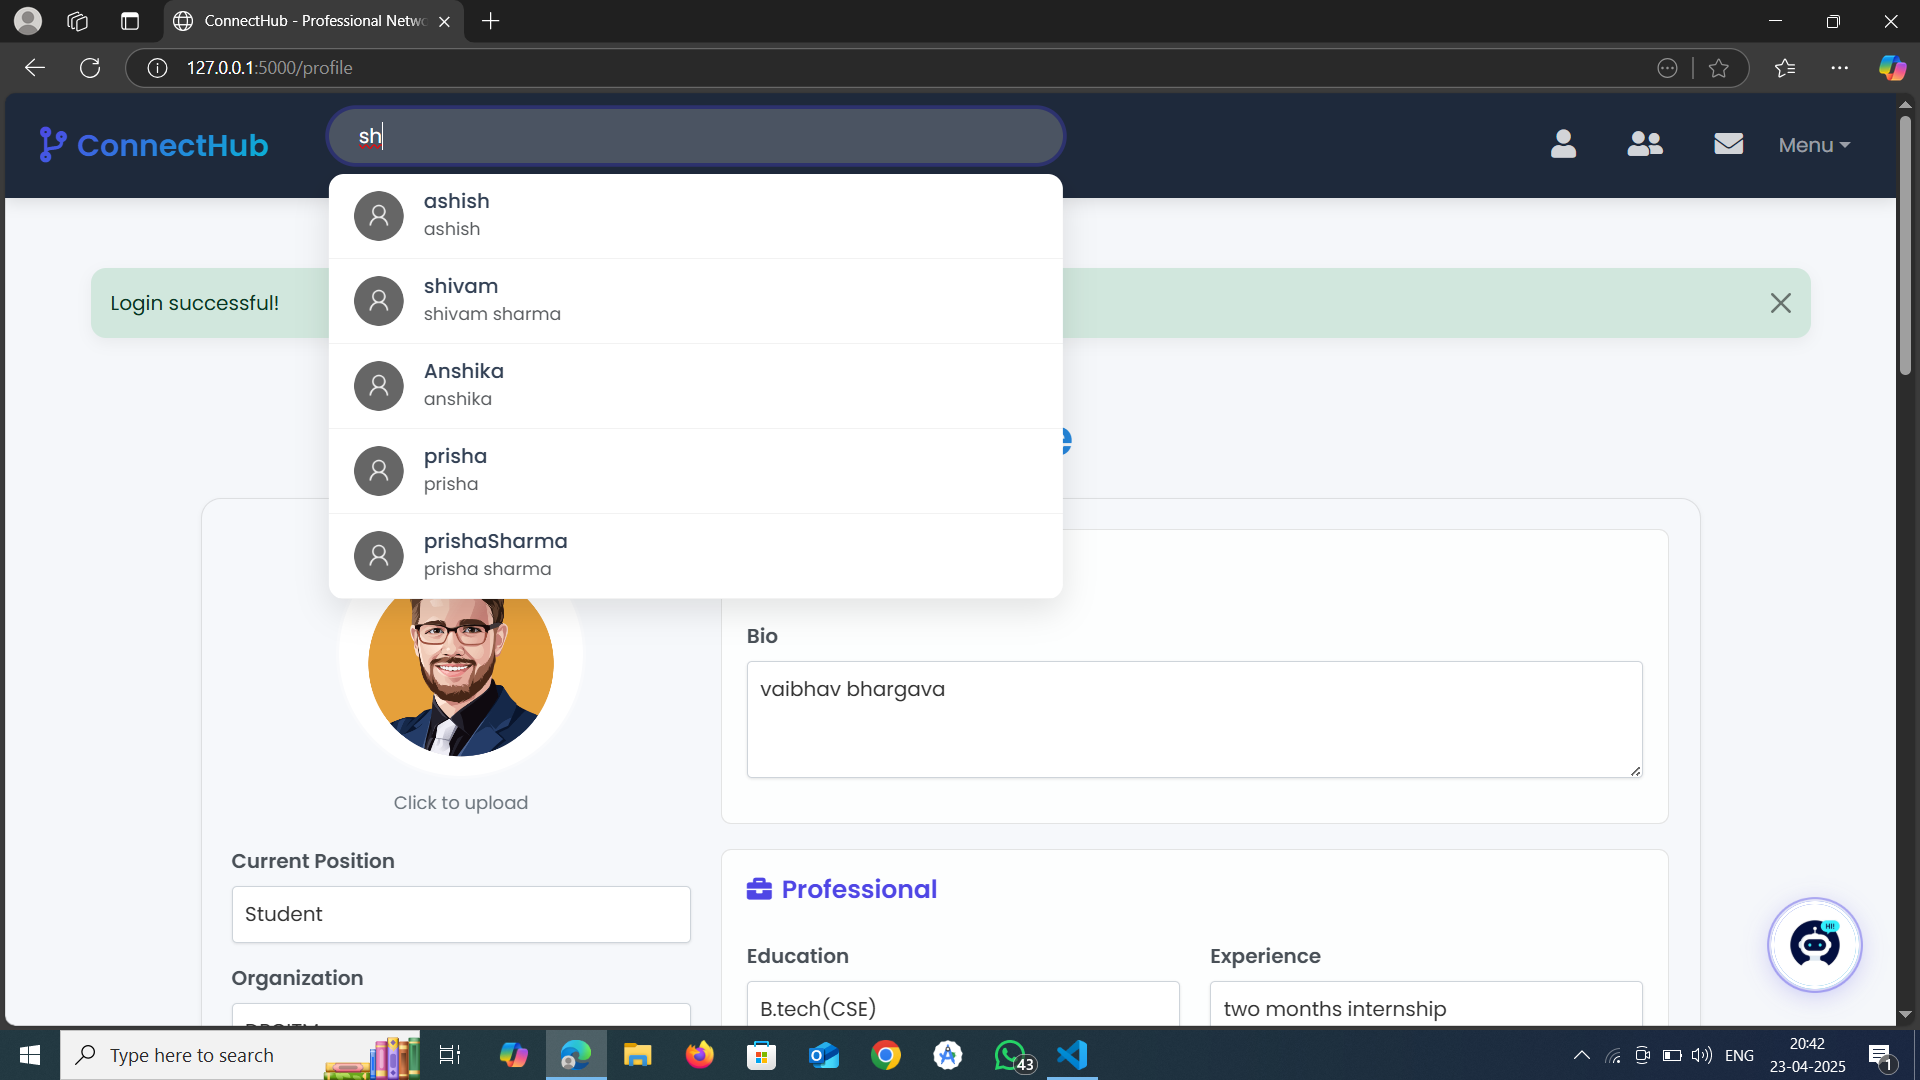 ConnectHub - Professional Netwo
127.0.0.1:5000/profile
ConnectHub
sh
Menu
ashish
ashish
shivam
shivam sharma
Anshika
anshika
prisha
prisha
prishaSharma
prisha sharma
Login successful!
e
Click to upload
Current Position
Student
Organization
Bio
vaibhav bhargava
Professional
Education
B.tech(CSE)
Experience
two months internship
HI!
Type here to search
43
ENG
20:42
23-04-2025
1